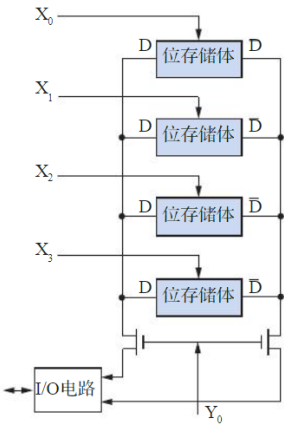 X₀
D 位存储体 D̅
X₁
D 位存储体 D̅
X₂
D 位存储体 D̅
X₃
D 位存储体 D̅
I/O电路
Y₀